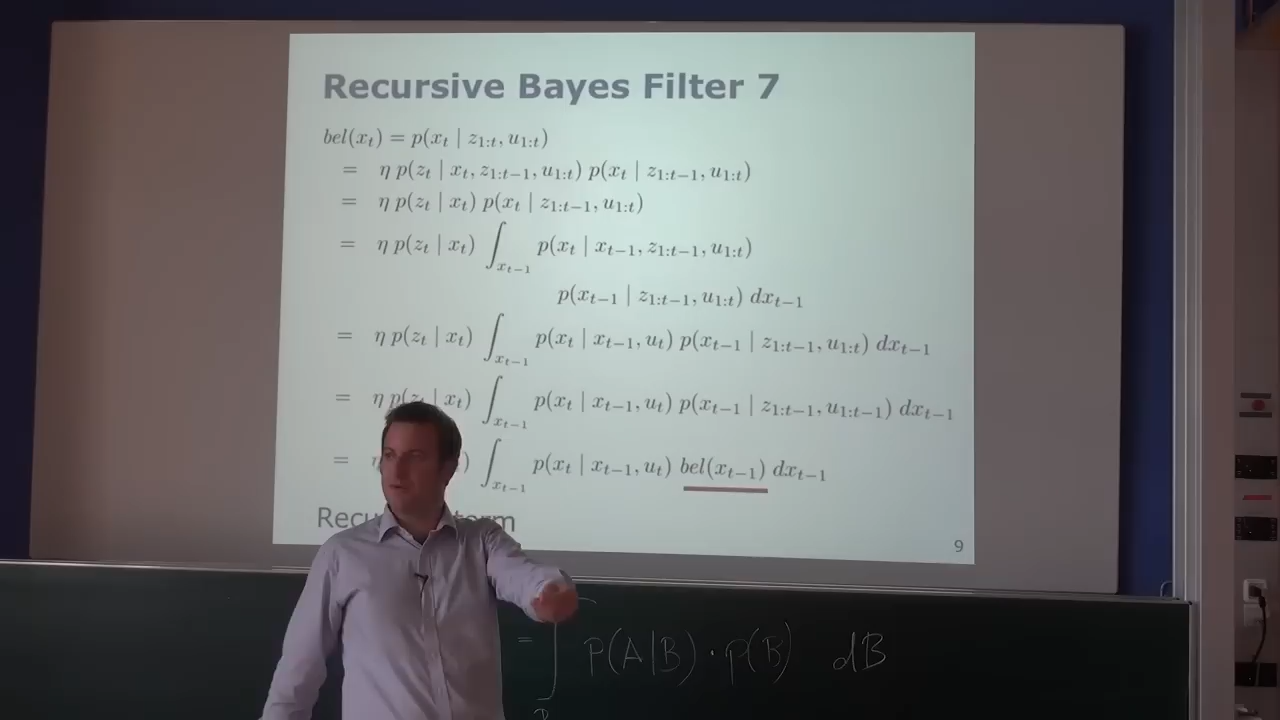 Recursive Bayes Filter 7
bel(x_t) = p(x_t | z_{1:t}, u_{1:t})
= η p(z_t | x_t, z_{1:t−1}, u_{1:t}) p(x_t | z_{1:t−1}, u_{1:t})
= η p(z_t | x_t) p(x_t | z_{1:t−1}, u_{1:t})
= η p(z_t | x_t) ∫_{x_{t−1}} p(x_t | x_{t−1}, z_{1:t−1}, u_{1:t})
p(x_{t−1} | z_{1:t−1}, u_{1:t}) dx_{t−1}
= η p(z_t | x_t) ∫_{x_{t−1}} p(x_t | x_{t−1}, u_t) p(x_{t−1} | z_{1:t−1}, u_{1:t}) dx_{t−1}
= η p(z_t | x_t) ∫_{x_{t−1}} p(x_t | x_{t−1}, u_t) p(x_{t−1} | z_{1:t−1}, u_{1:t−1}) dx_{t−1}
= η ) ∫_{x_{t−1}} p(x_t | x_{t−1}, u_t) bel(x_{t−1}) dx_{t−1}
term
9
= ∫ p(A|B) · p(B) dB